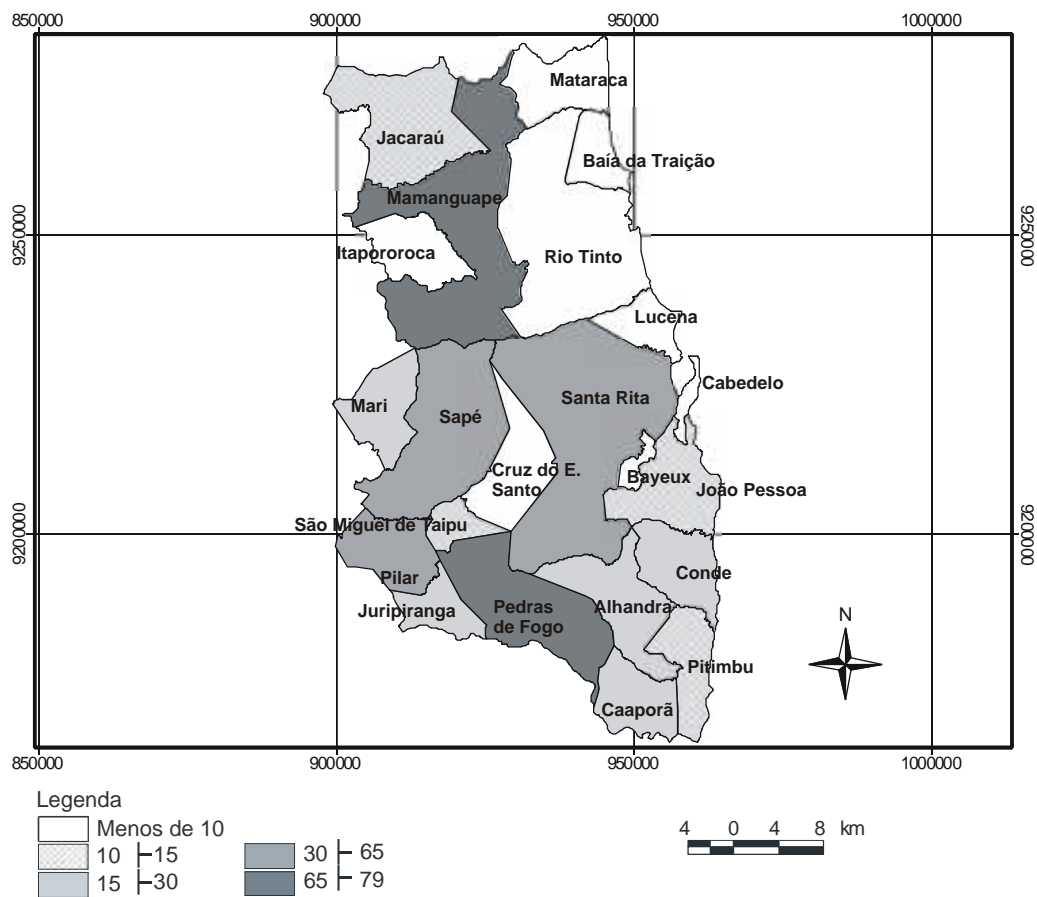 850000 900000 950000 1000000
Mataraca
Jacaraú
Baía da Traição
Mamanguape
9250000 9250000
Itapororoca
Rio Tinto
Lucena
Cabedelo
Santa Rita
Mari
Sapé
Cruz do E.
Santo
Bayeux
João Pessoa
São Miguel de Taipu
9200000 9200000
Conde
Pilar
Juripiranga
Pedras
de Fogo
Alhandra
N
Pitimbu
Caaporã
850000 900000 950000 1000000
Legenda
Menos de 10
10 15
15 30
30 65
65 79
4 0 4 8 km